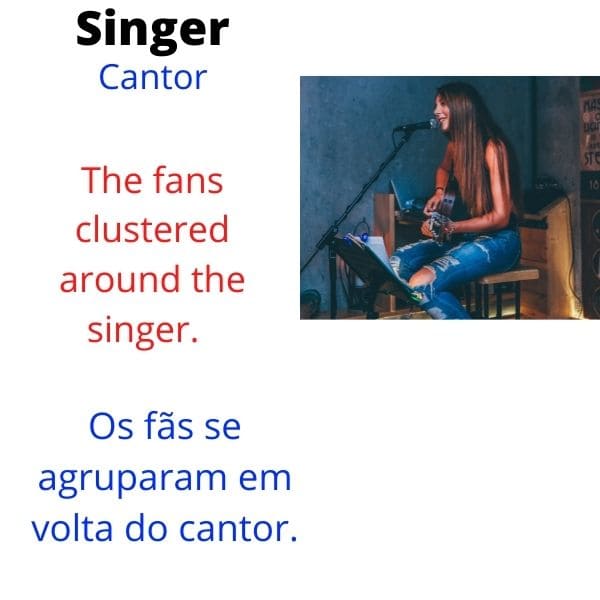 Singer
Cantor
The fans
clustered
around the
singer.
Os fãs se
agruparam em
volta do cantor.